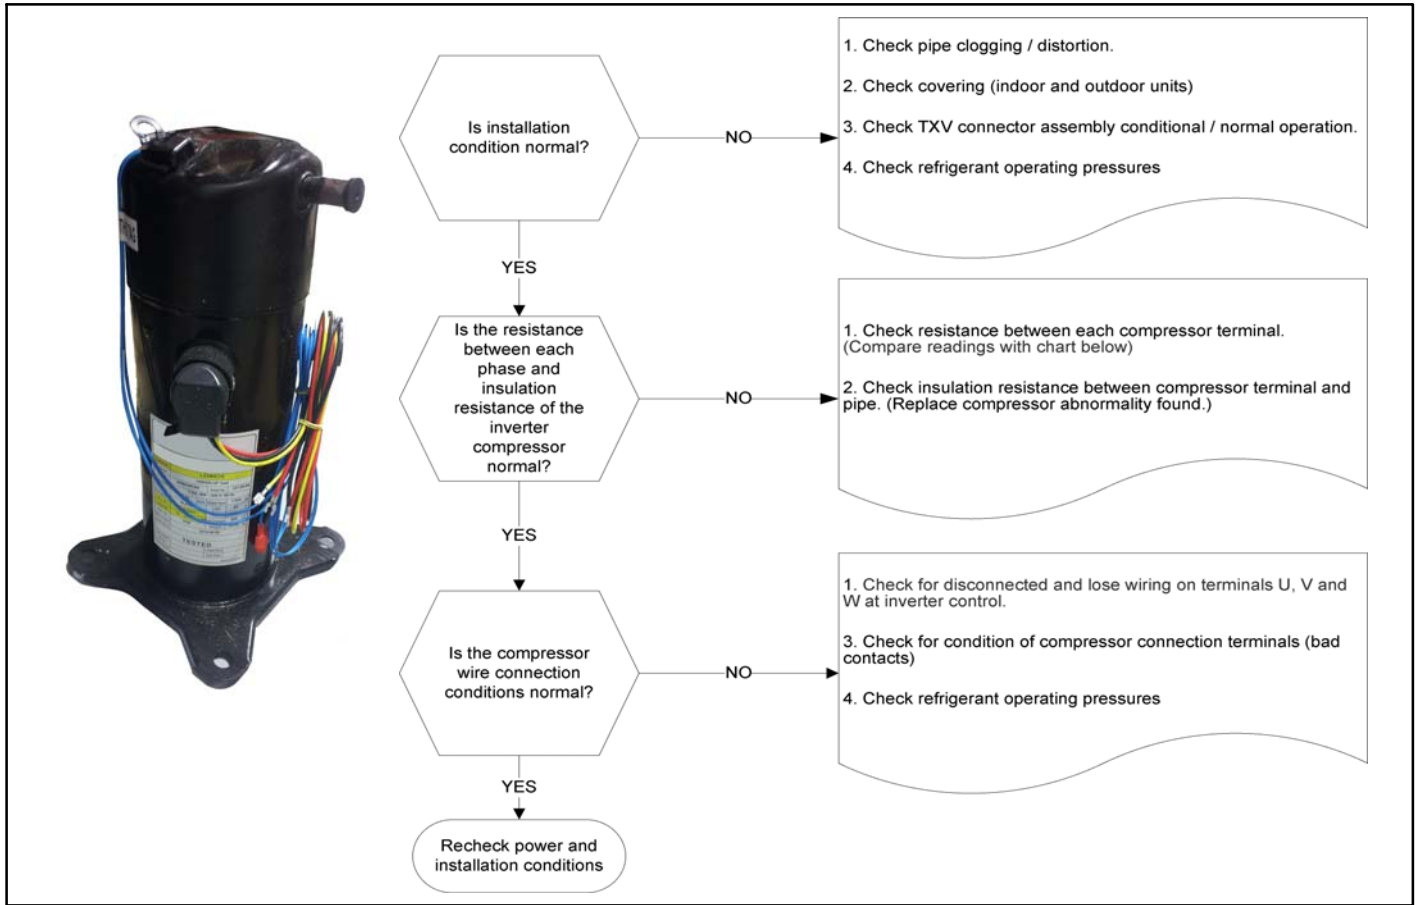 Is installation
condition normal?
NO
1. Check pipe clogging / distortion.
2. Check covering (indoor and outdoor units)
3. Check TXV connector assembly conditional / normal operation.
4. Check refrigerant operating pressures
YES
Is the resistance
between each
phase and
insulation
resistance of the
inverter
compressor
normal?
NO
1. Check resistance between each compressor terminal.
(Compare readings with chart below)
2. Check insulation resistance between compressor terminal and
pipe. (Replace compressor abnormality found.)
YES
Is the compressor
wire connection
conditions normal?
NO
1. Check for disconnected and lose wiring on terminals U, V and
W at inverter control.
3. Check for condition of compressor connection terminals (bad
contacts)
4. Check refrigerant operating pressures
YES
Recheck power and
installation conditions
TESTED